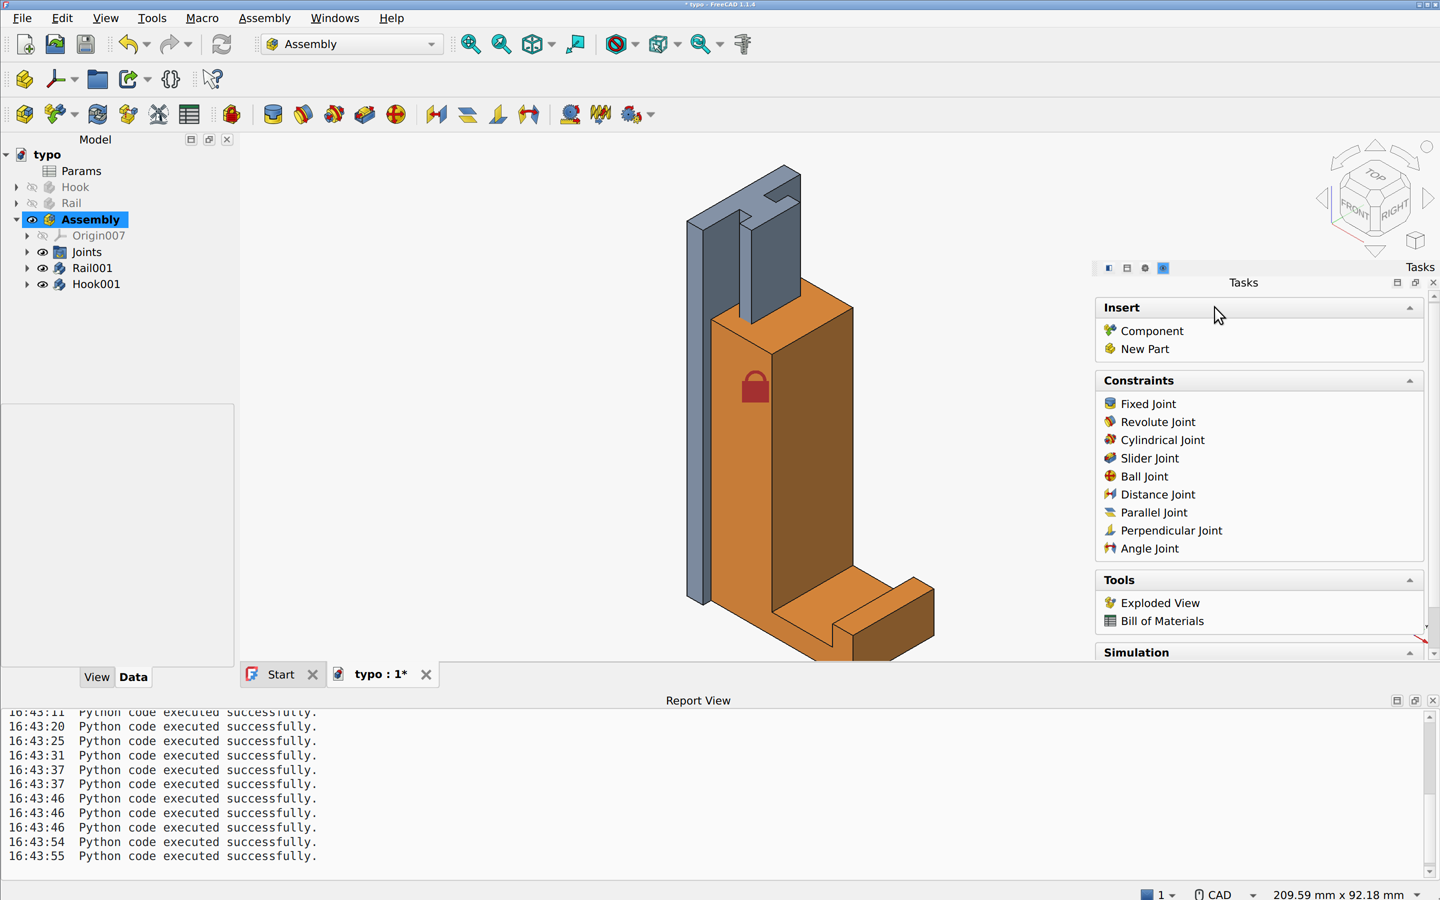 * typo - FreeCAD 1.1.4
File Edit View Tools Macro Assembly Windows Help
Assembly
Model
typo
Params
Hook
Rail
Assembly
Origin007
Joints
Rail001
Hook001
View Data
TOP
FRONT
RIGHT
Tasks
Tasks
Insert
Component
New Part
Constraints
Fixed Joint
Revolute Joint
Cylindrical Joint
Slider Joint
Ball Joint
Distance Joint
Parallel Joint
Perpendicular Joint
Angle Joint
Tools
Exploded View
Bill of Materials
Simulation
Start
typo : 1*
Report View
16:43:11 Python code executed successfully.
16:43:20 Python code executed successfully.
16:43:25 Python code executed successfully.
16:43:31 Python code executed successfully.
16:43:37 Python code executed successfully.
16:43:37 Python code executed successfully.
16:43:46 Python code executed successfully.
16:43:46 Python code executed successfully.
16:43:46 Python code executed successfully.
16:43:54 Python code executed successfully.
16:43:55 Python code executed successfully.
1 CAD 209.59 mm x 92.18 mm